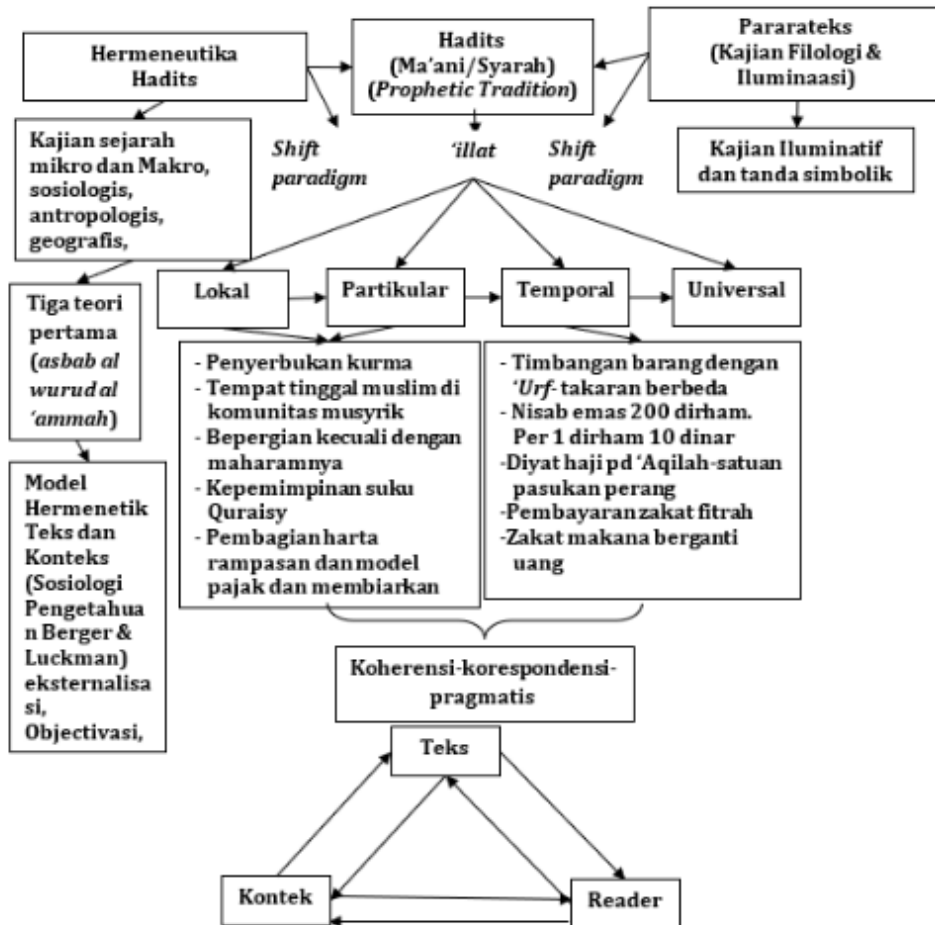 Hermeneutika
Hadits
Hadits
(Ma'ani/Syarah)
(Prophetic Tradition)
Pararateks
(Kajian Filologi &
Iluminaasi)
Kajian sejarah
mikro dan Makro,
sosiologis,
antropologis,
geografis,
Shift
paradigm
'illat
Shift
paradigm
Kajian Iluminatif
dan tanda simbolik
Tiga teori
pertama
(asbab al
wurud al
'ammah)
Lokal
Partikular
Temporal
Universal
- Penyerbukan kurma
- Tempat tinggal muslim di
komunitas musyrik
- Bepergian kecuali dengan
maharamnya
- Kepemimpinan suku
Quraisy
- Pembagian harta
rampasan dan model
pajak dan membiarkan
- Timbangan barang dengan
'Urf- takaran berbeda
- Nisab emas 200 dirham.
Per 1 dirham 10 dinar
-Diyat haji pd 'Aqilah-satuan
pasukan perang
-Pembayaran zakat fitrah
-Zakat makana berganti
uang
Model
Hermenetik
Teks dan
Konteks
(Sosiologi
Pengetahua
n Berger &
Luckman)
eksternalisa
si,
Objectivasi,
Koherensi-korespondensi-
pragmatis
Teks
Kontek
Reader